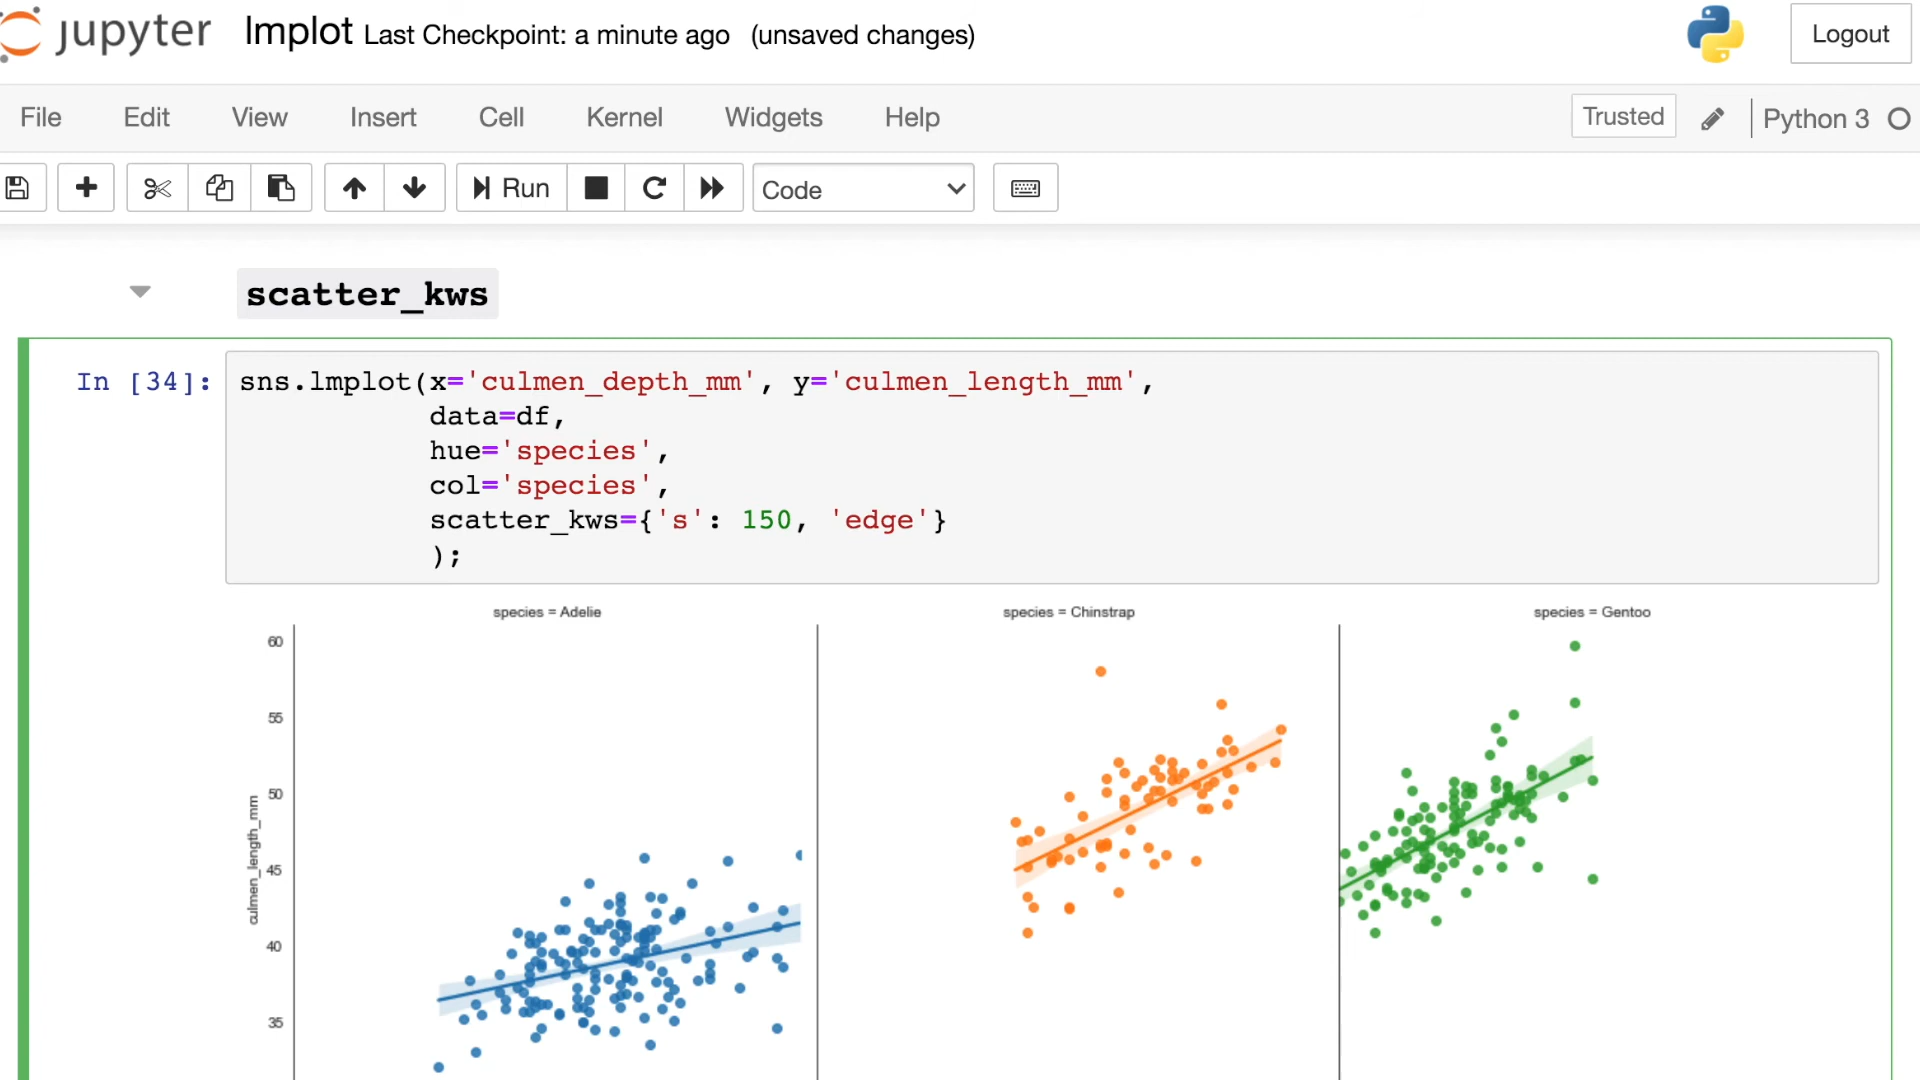 jupyter lmplot Last Checkpoint: a minute ago (unsaved changes) Logout
File Edit View Insert Cell Kernel Widgets Help Trusted Python 3
Run Code
scatter_kws
In [34]: sns.lmplot(x='culmen_depth_mm', y='culmen_length_mm',
data=df,
hue='species',
col='species',
scatter_kws={'s': 150, 'edge'}
);
species = Adelie species = Chinstrap species = Gentoo
60
55
50
45
40
35
culmen_length_mm